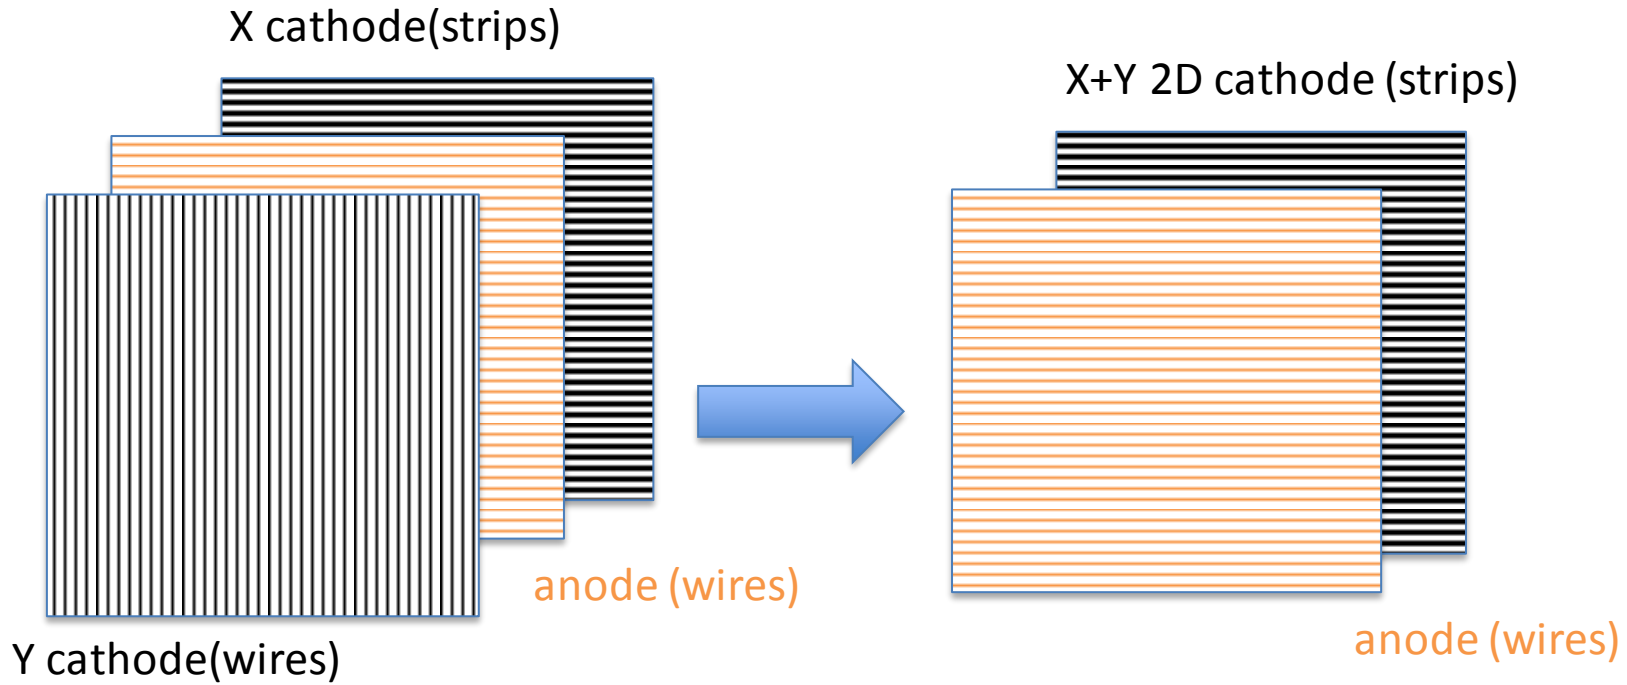 X cathode(strips)
X+Y 2D cathode (strips)
anode (wires)
Y cathode(wires)
anode (wires)